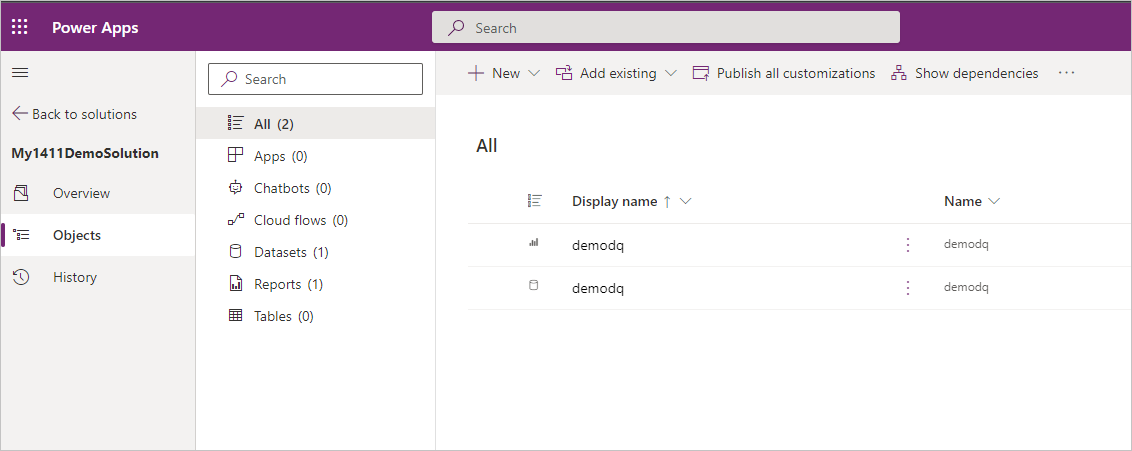 Power Apps
Search
Back to solutions
My1411DemoSolution
Overview
Objects
History
Search
All (2)
Apps (0)
Chatbots (0)
Cloud flows (0)
Datasets (1)
Reports (1)
Tables (0)
New Add existing Publish all customizations Show dependencies ...
All
Display name Name
demodq demodq
demodq demodq